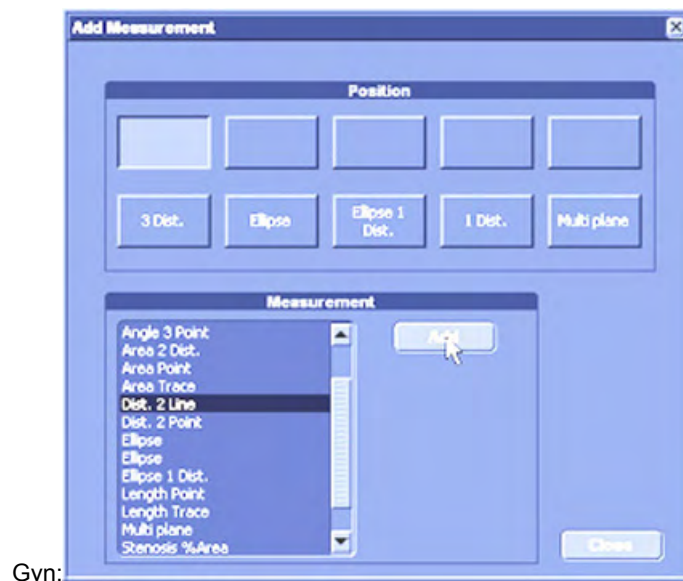 Add Measurement
Position
3 Dist.
Ellipse
Ellipse 1
Dist.
1 Dist.
Multi plane
Measurement
Angle 3 Point
Area 2 Dist.
Area Point
Area Trace
Dist. 2 Line
Dist. 2 Point
Ellipse
Ellipse
Ellipse 1 Dist.
Length Point
Length Trace
Multi plane
Stenosis %Area
Add
Close
Gyn: